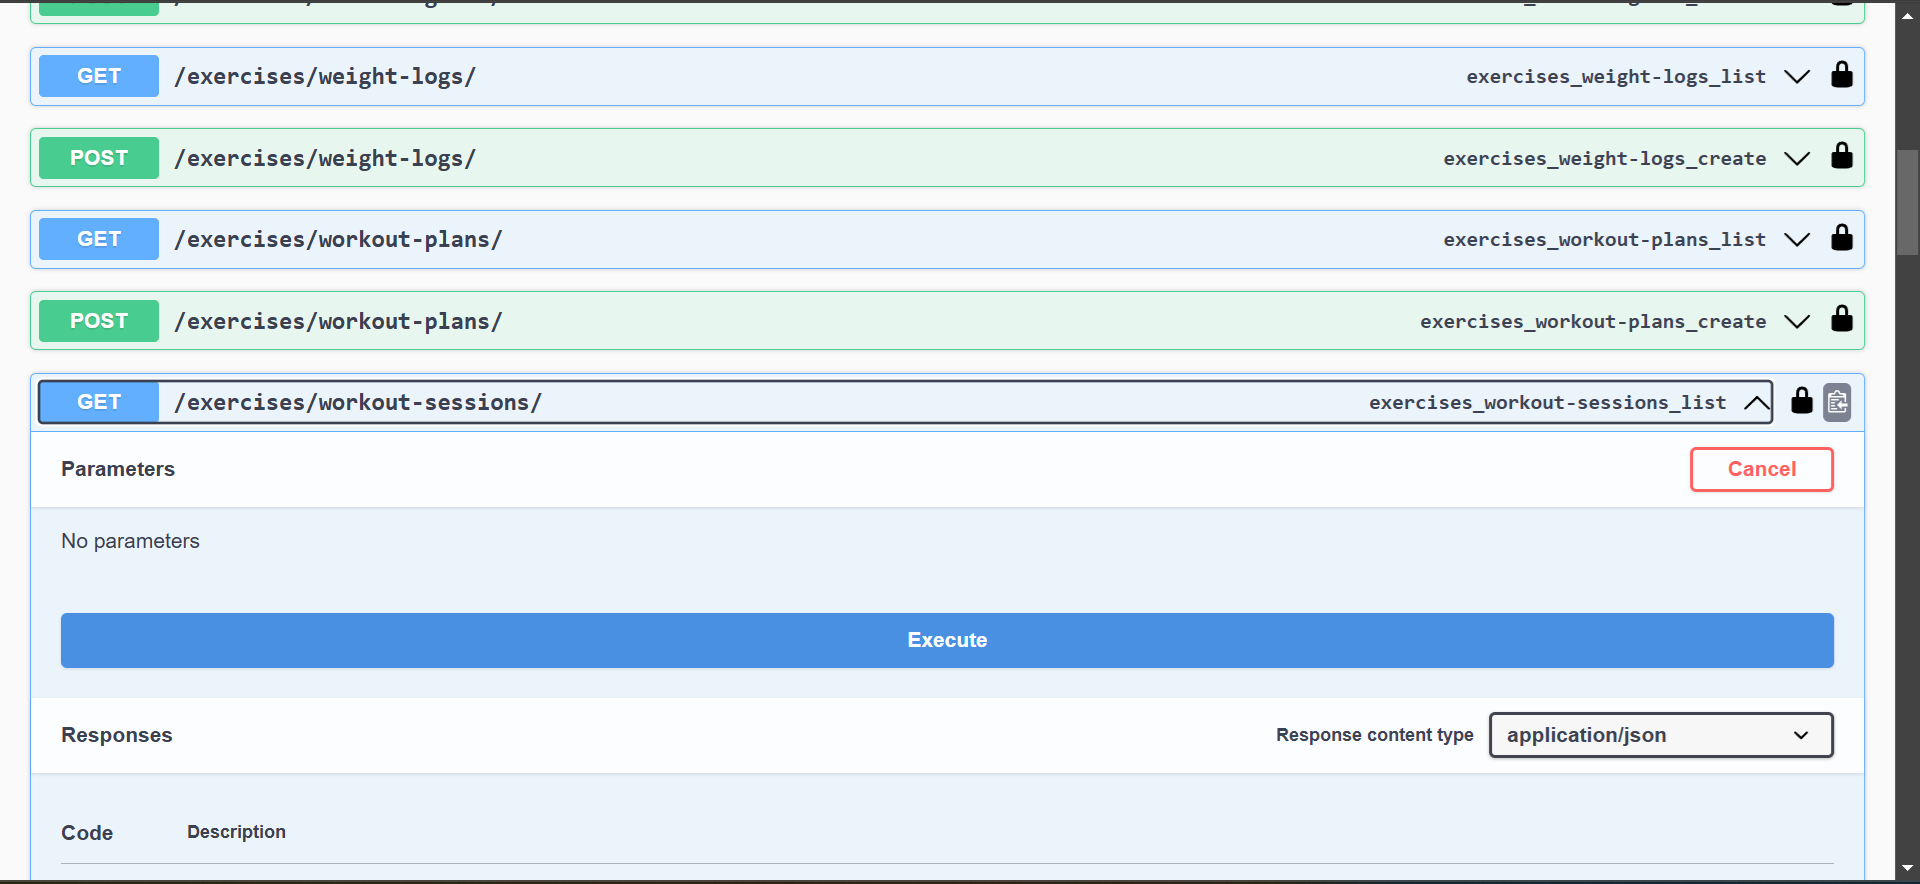 GET /exercises/weight-logs/ exercises_weight-logs_list
POST /exercises/weight-logs/ exercises_weight-logs_create
GET /exercises/workout-plans/ exercises_workout-plans_list
POST /exercises/workout-plans/ exercises_workout-plans_create
GET /exercises/workout-sessions/ exercises_workout-sessions_list
Parameters Cancel
No parameters
Execute
Responses Response content type application/json
Code Description